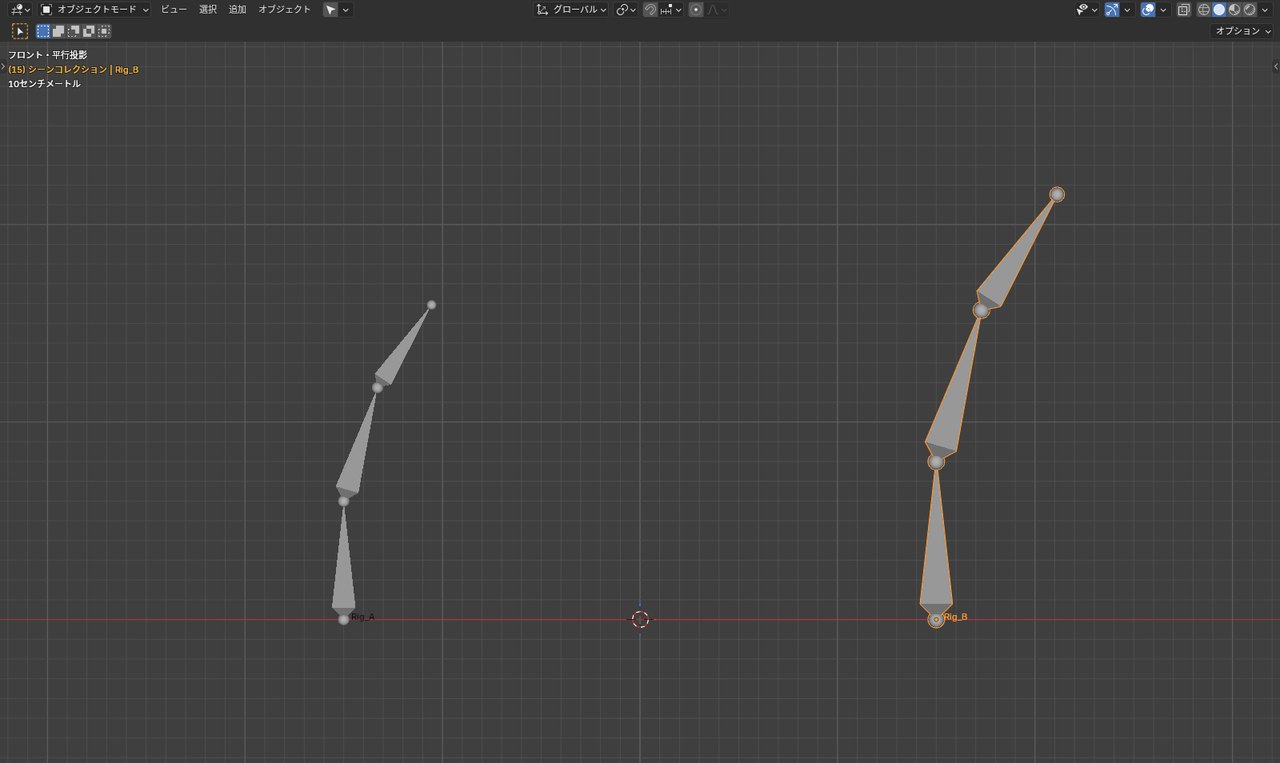 オブジェクトモード ビュー 選択 追加 オブジェクト グローバル
オプション
フロント・平行投影
(15) シーンコレクション | Rig_B
10センチメートル
Rig_A
Rig_B